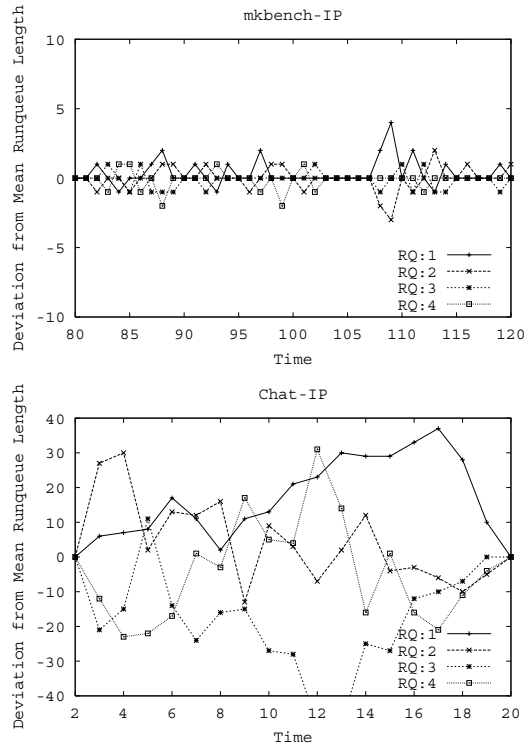 mkbench-IP
Deviation from Mean Runqueue Length
10
5
0
-5
-10
80 85 90 95 100 105 110 115 120
Time
RQ:1
RQ:2
RQ:3
RQ:4
Chat-IP
Deviation from Mean Runqueue Length
40
30
20
10
0
-10
-20
-30
-40
2 4 6 8 10 12 14 16 18 20
Time
RQ:1
RQ:2
RQ:3
RQ:4